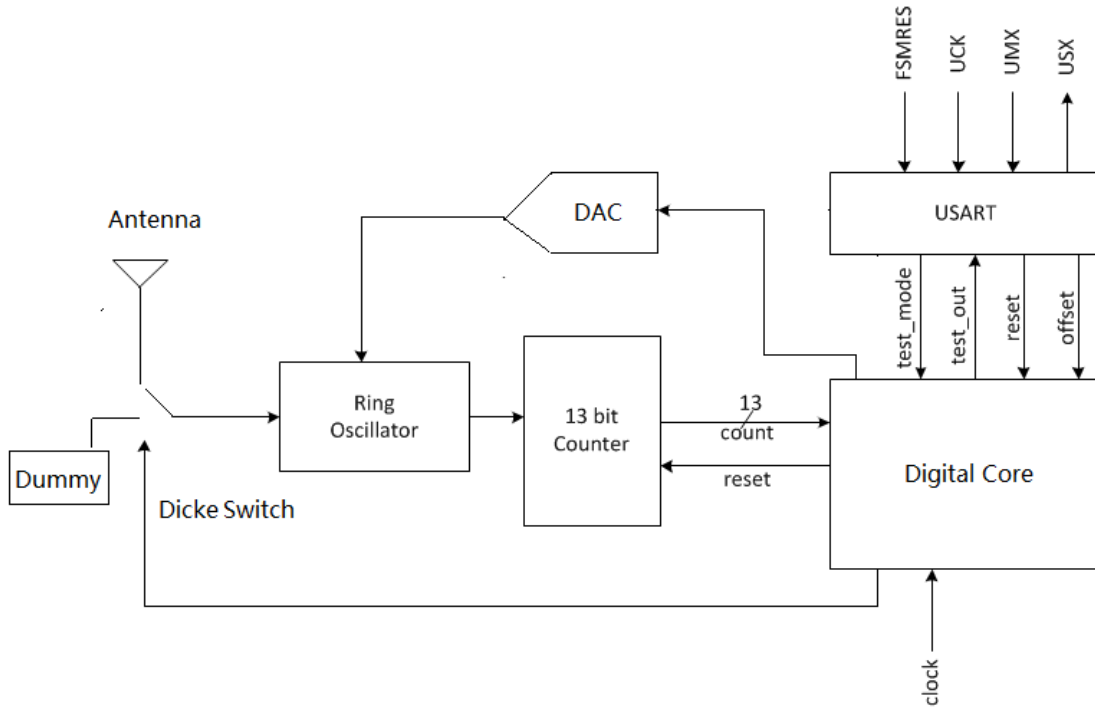 FSMRES
UCK
UMX
USX
DAC
USART
Antenna
test_mode
test_out
reset
offset
Ring
Oscillator
13 bit
Counter
13
count
reset
Digital Core
Dummy
Dicke Switch
clock